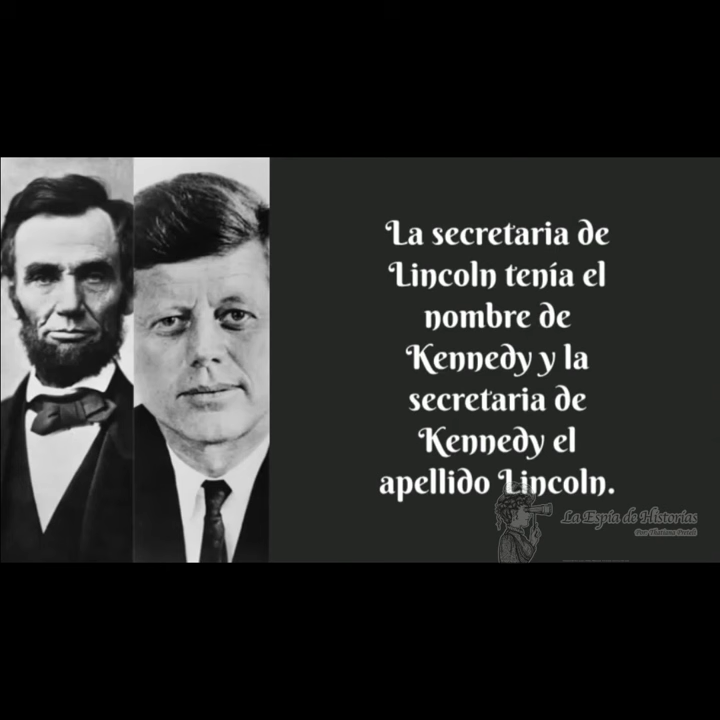 La secretaria de
Lincoln tenía el
nombre de
Kennedy y la
secretaria de
Kennedy el
apellido Lincoln.
La Espía de Historias